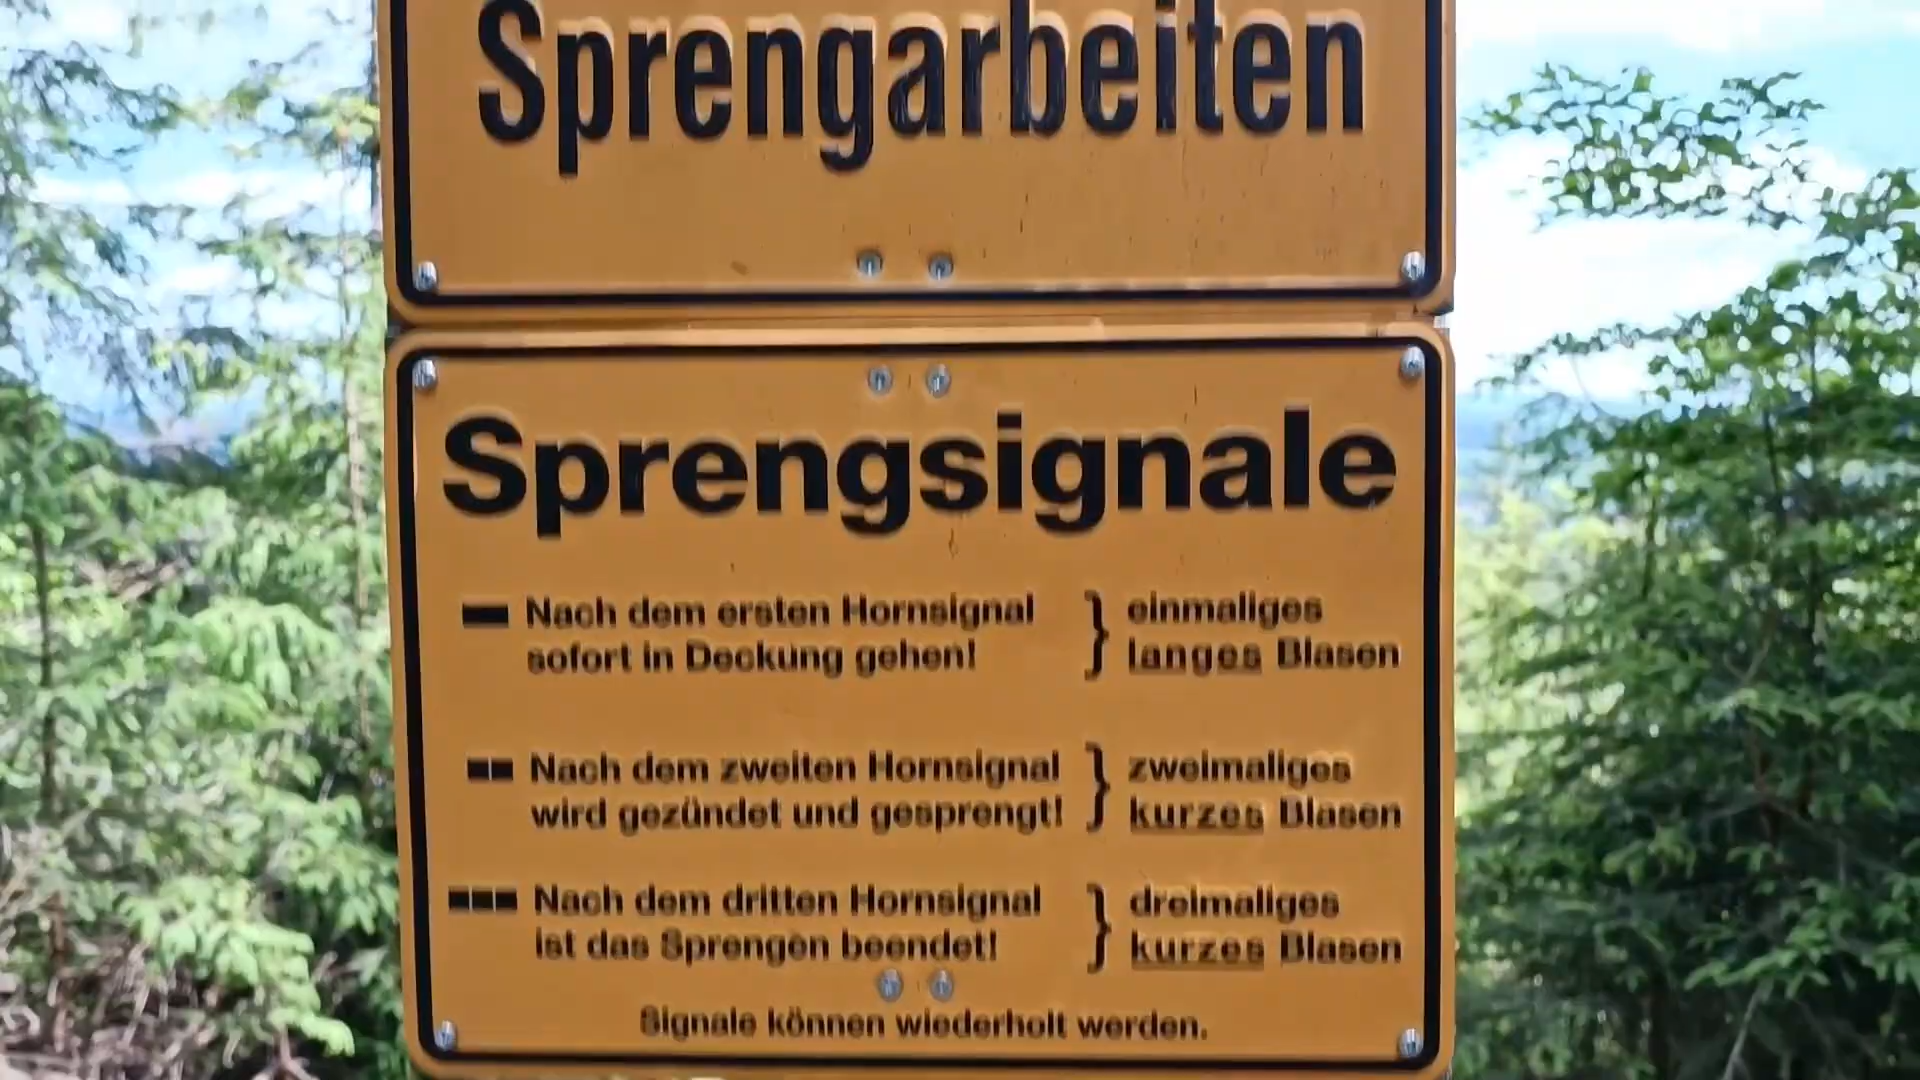 Sprengarbeiten
Sprengsignale
Nach dem ersten Hornsignal
sofort in Deckung gehen!
einmaliges
langes Blasen
Nach dem zweiten Hornsignal
wird gezündet und gesprengt!
zweimaliges
kurzes Blasen
Nach dem dritten Hornsignal
ist das Sprengen beendet!
dreimaliges
kurzes Blasen
Signale können wiederholt werden.